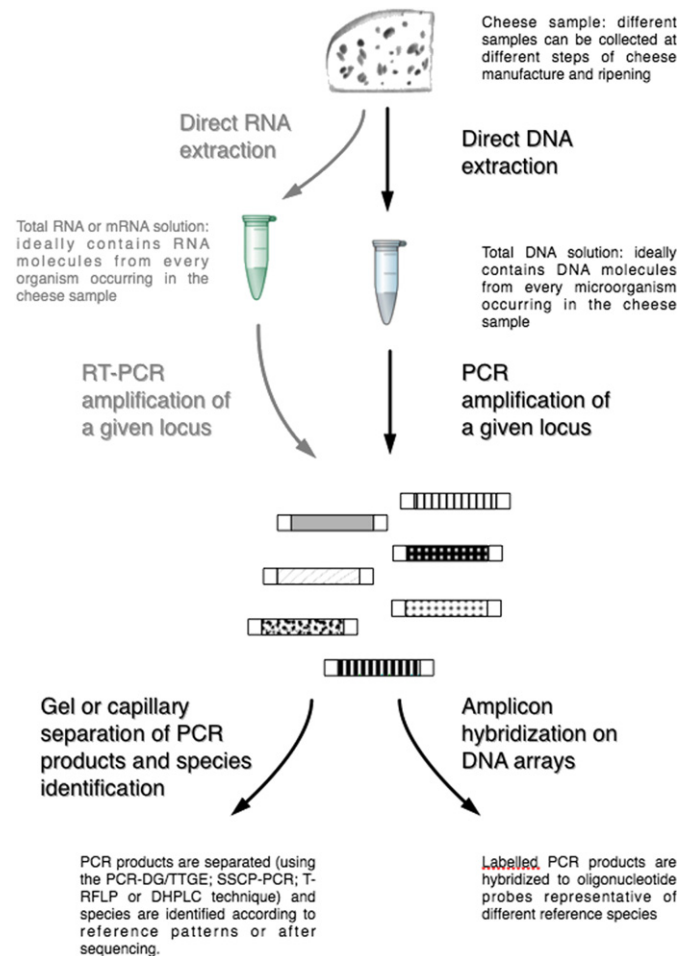 Cheese sample: different
samples can be collected at
different steps of cheese
manufacture and ripening
Direct RNA
extraction
Direct DNA
extraction
Total RNA or mRNA solution:
ideally contains RNA
molecules from every
organism occurring in the
cheese sample
Total DNA solution: ideally
contains DNA molecules
from every microorganism
occurring in the cheese
sample
RT-PCR
amplification of
a given locus
PCR
amplification of
a given locus
Gel or capillary
separation of PCR
products and species
identification
Amplicon
hybridization on
DNA arrays
PCR products are separated (using
the PCR-DG/TTGE; SSCP-PCR; T-
RFLP or DHPLC technique) and
species are identified according to
reference patterns or after
sequencing.
Labelled PCR products are
hybridized to oligonucleotide
probes representative of
different reference species